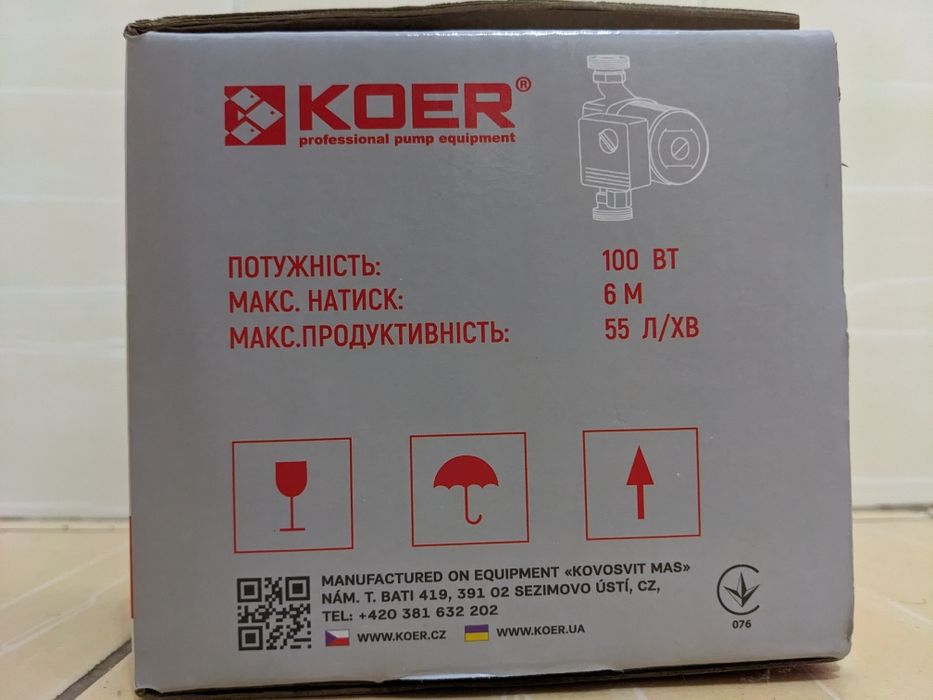 KOER®
professional pump equipment
ПОТУЖНІСТЬ: 100 ВТ
МАКС. НАТИСК: 6 М
МАКС.ПРОДУКТИВНІСТЬ: 55 Л/ХВ
MANUFACTURED ON EQUIPMENT «KOVOSVIT MAS»
NÁM. T. BATI 419, 391 02 SEZIMOVO ÚSTÍ, CZ,
TEL: +420 381 632 202
WWW.KOER.CZ WWW.KOER.UA
076